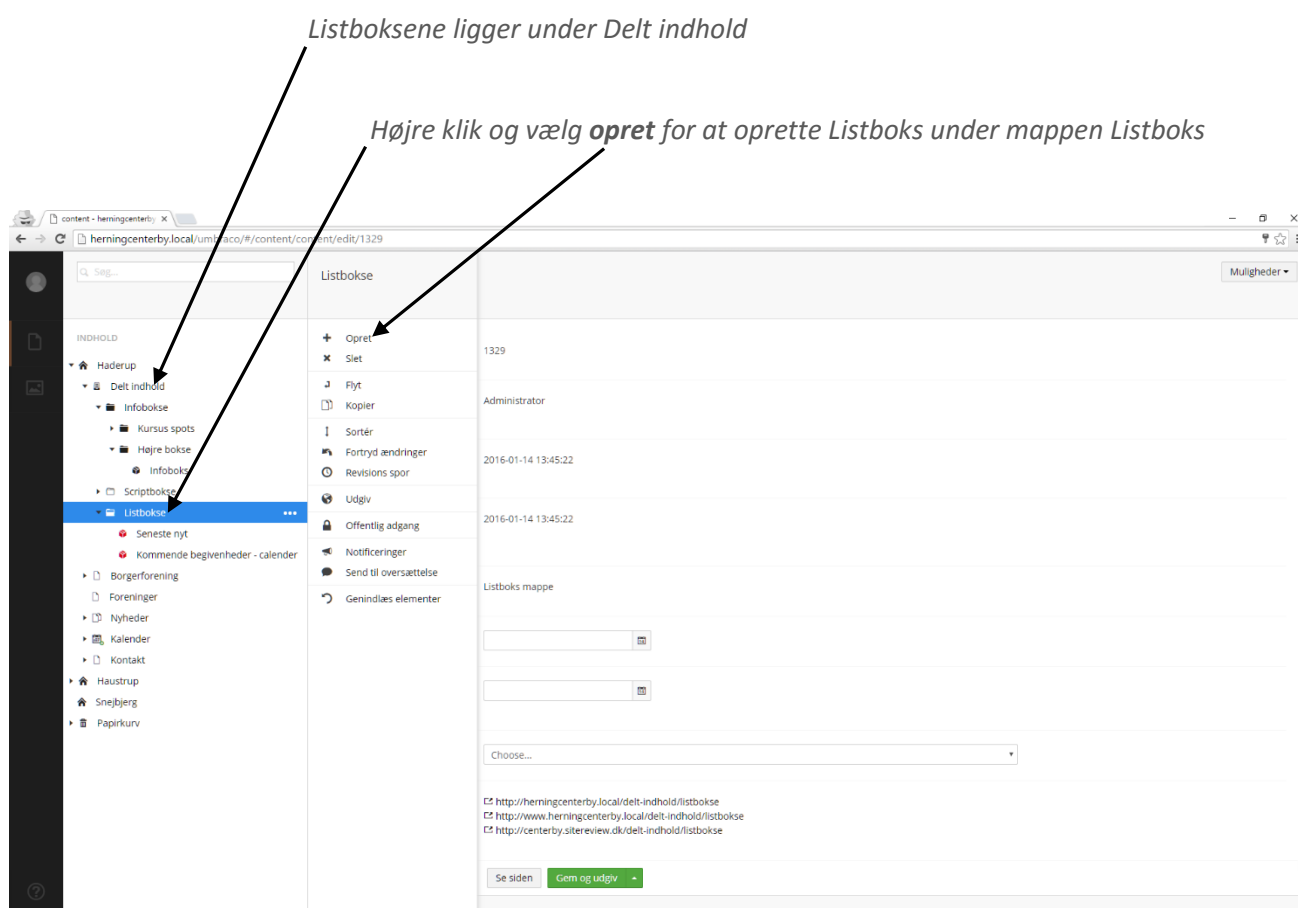 Listboksene ligger under Delt indhold
Højre klik og vælg opret for at oprette Listboks under mappen Listboks
content - herningcenterby
herningcenterby.local/umbraco/#/content/content/edit/1329
Søg...
Listbokse
Muligheder
INDHOLD
Haderup
Delt indhold
Infobokse
Kursus spots
Højre bokse
Infoboks
Scriptbokse
Listbokse
Seneste nyt
Kommende begivenheder - calender
Borgerforening
Foreninger
Nyheder
Kalender
Kontakt
Haustrup
Snejbjerg
Papirkurv
Opret
Slet
Flyt
Kopier
Sortér
Fortryd ændringer
Revisions spor
Udgiv
Offentlig adgang
Notificeringer
Send til oversættelse
Genindlæs elementer
1329
Administrator
2016-01-14 13:45:22
2016-01-14 13:45:22
Listboks mappe
Choose...
http://herningcenterby.local/delt-indhold/listbokse
http://www.herningcenterby.local/delt-indhold/listbokse
http://centerby.sitereview.dk/delt-indhold/listbokse
Se siden
Gem og udgiv